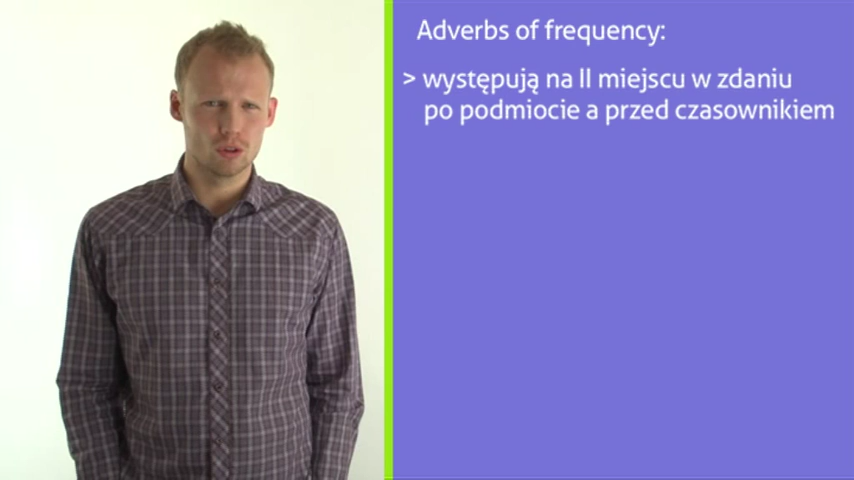 Adverbs of frequency:
> występują na II miejscu w zdaniu
po podmiocie a przed czasownikiem